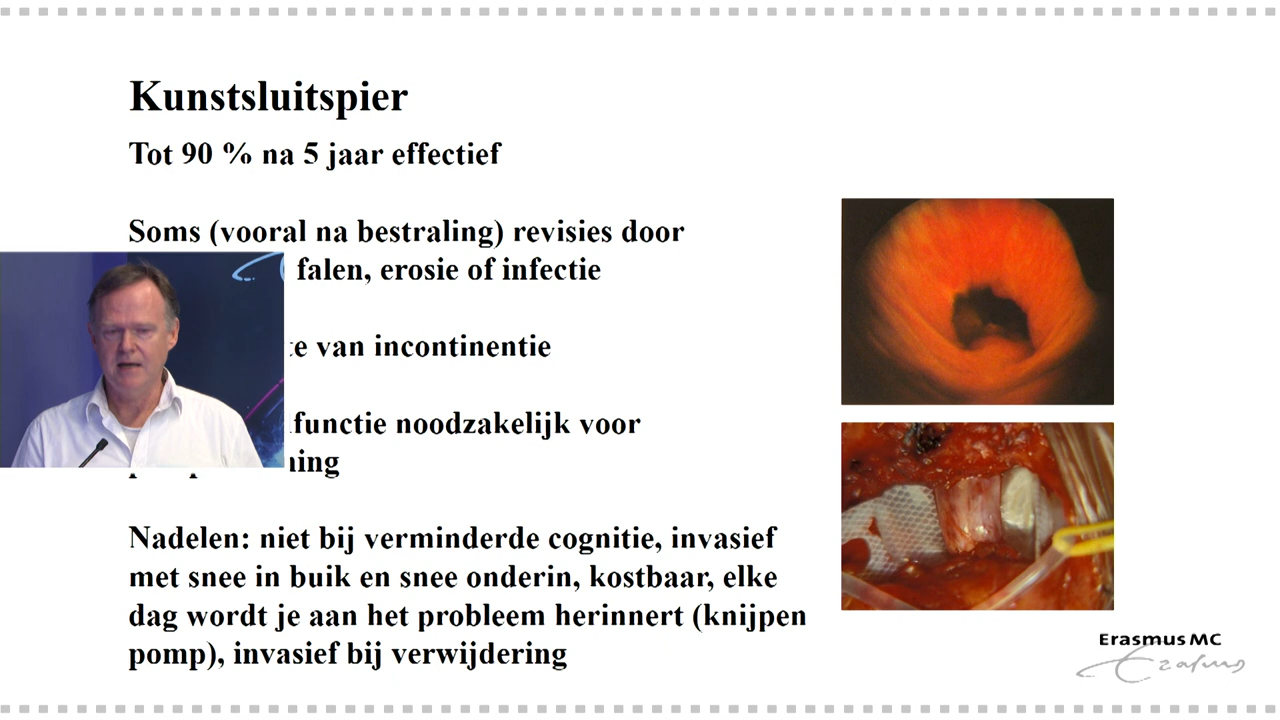 Kunstsluitspier
Tot 90 % na 5 jaar effectief
Soms (vooral na bestraling) revisies door
falen, erosie of infectie
van incontinentie
functie noodzakelijk voor
Nadelen: niet bij verminderde cognitie, invasief
met snee in buik en snee onderin, kostbaar, elke
dag wordt je aan het probleem herinnert (knijpen
pomp), invasief bij verwijdering
Erasmus MC
Erasmus